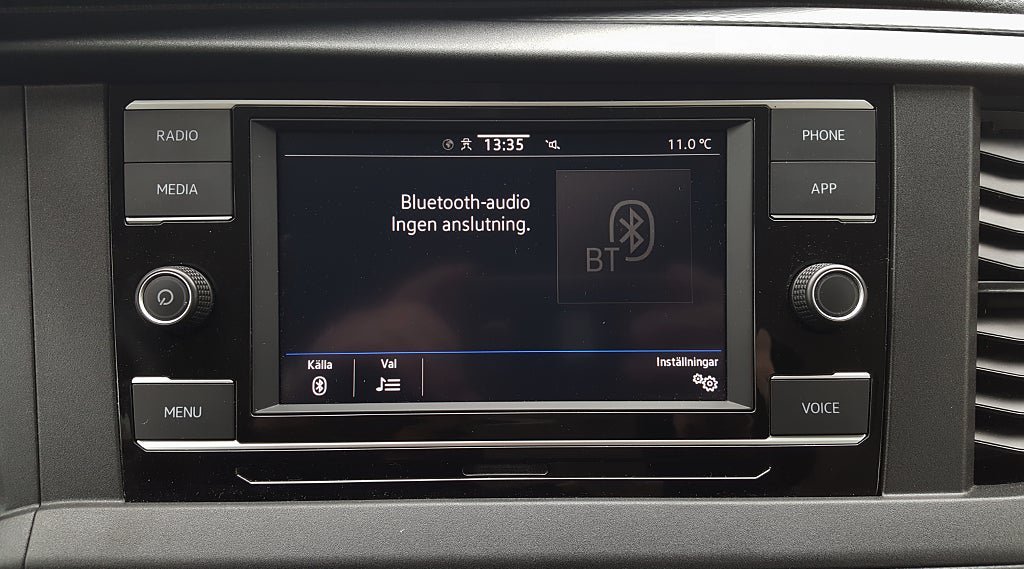 RADIO
MEDIA
MENU
13:35
11.0 °C
Bluetooth-audio
Ingen anslutning.
BT
Källa
Val
Inställningar
PHONE
APP
VOICE